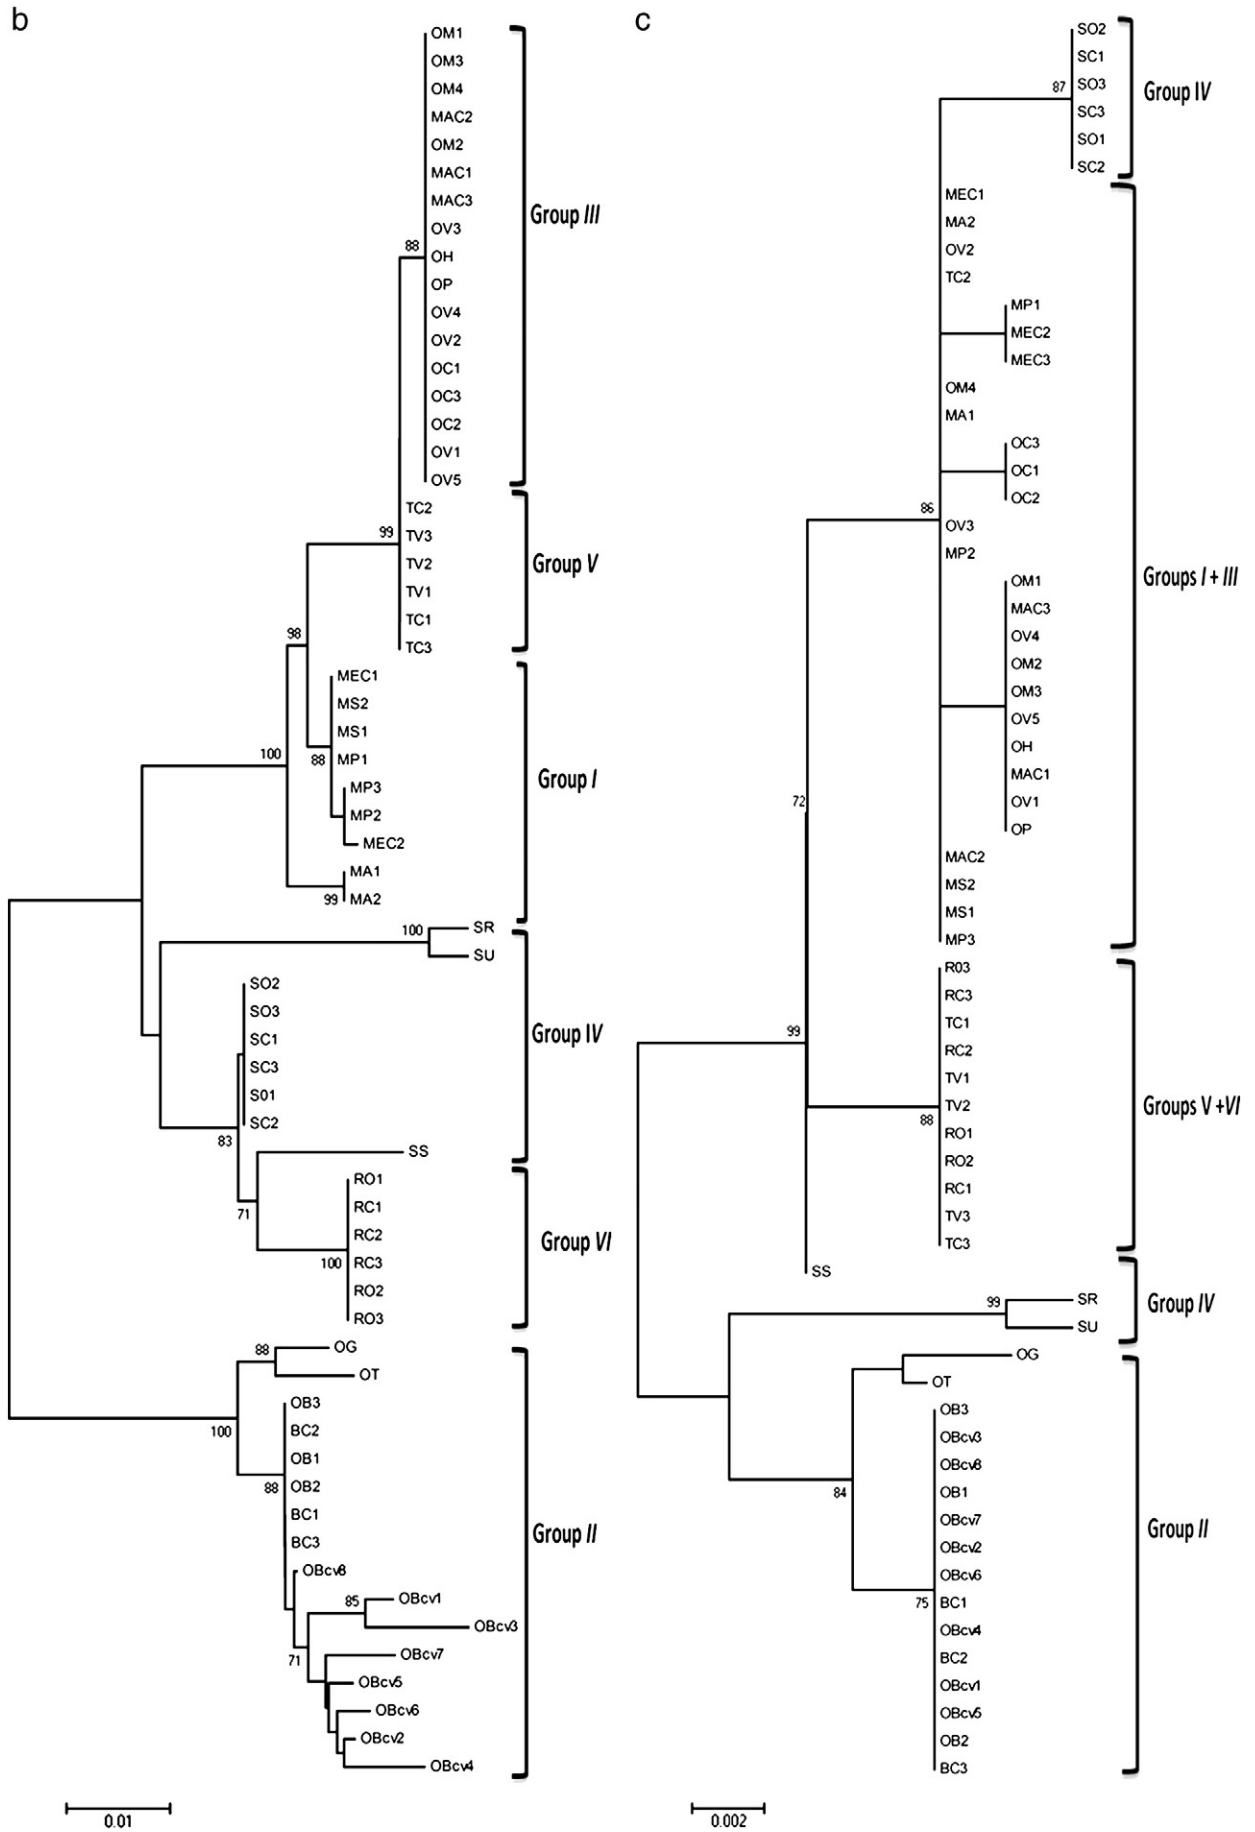 b
OM1
OM3
OM4
MAC2
OM2
MAC1
MAC3
OV3
88
OH
OP
OV4
OV2
OC1
OC3
OC2
OV1
OV5
Group III
TC2
99
TV3
TV2
TV1
TC1
TC3
Group V
98
MEC1
MS2
MS1
100
88
MP1
MP3
MP2
MEC2
MA1
99
MA2
Group I
100
SR
SU
SO2
SO3
SC1
SC3
S01
SC2
83
SS
Group IV
RO1
RC1
71
RC2
100
RC3
RO2
RO3
Group VI
88
OG
OT
OB3
100
BC2
OB1
88
OB2
BC1
BC3
OBcv8
85
OBcv1
OBcv3
71
OBcv7
OBcv5
OBcv6
OBcv2
OBcv4
Group II
0.01
c
SO2
SC1
87
SO3
SC3
SO1
SC2
Group IV
MEC1
MA2
OV2
TC2
MP1
MEC2
MEC3
OM4
MA1
OC3
OC1
OC2
86
OV3
MP2
OM1
MAC3
OV4
OM2
OM3
OV5
OH
MAC1
OV1
OP
72
MAC2
MS2
MS1
MP3
Groups I + III
R03
RC3
TC1
99
RC2
TV1
TV2
88
RO1
RO2
RC1
TV3
TC3
Groups V +VI
SS
99
SR
SU
Group IV
OG
OT
OB3
OBcv3
OBcv8
84
OB1
OBcv7
OBcv2
OBcv6
75
BC1
OBcv4
BC2
OBcv1
OBcv5
OB2
BC3
Group II
0.002